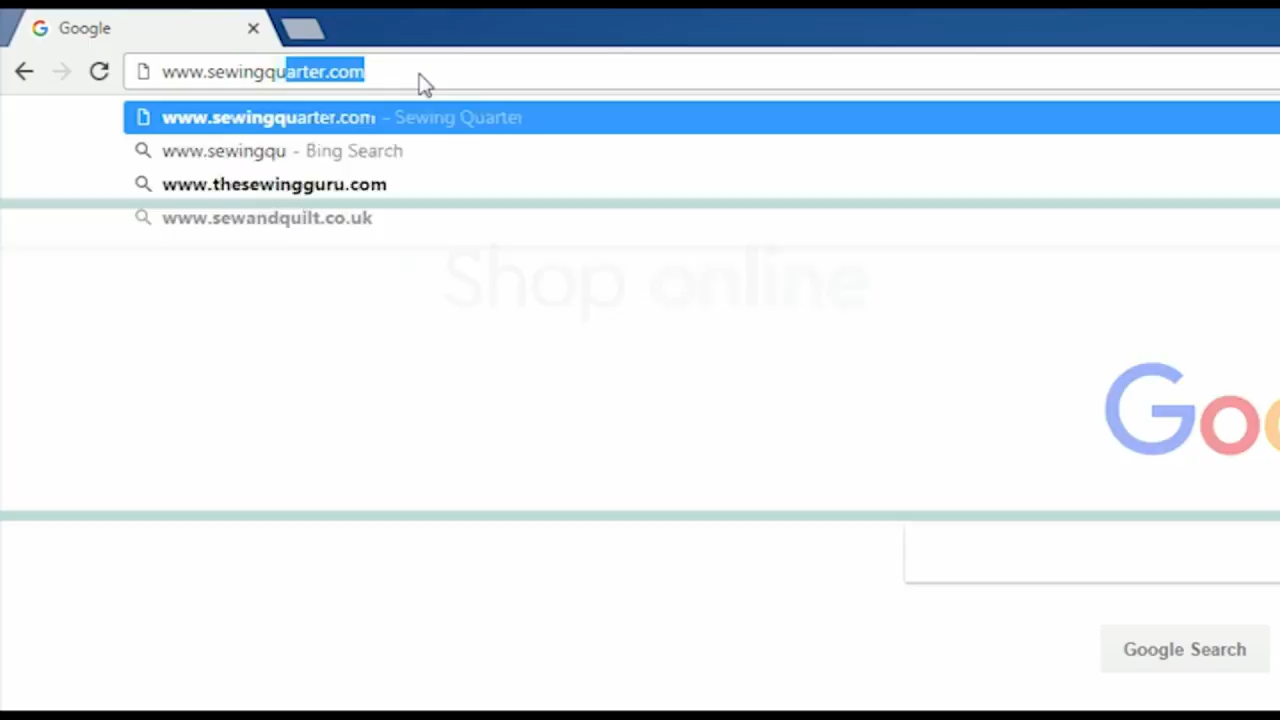 Google
www.sewingquarter.com
www.sewingquarter.com - Sewing Quarter
www.sewingqu - Bing Search
www.thesewingguru.com
www.sewandquilt.co.uk
Shop online
Goo
Google Search